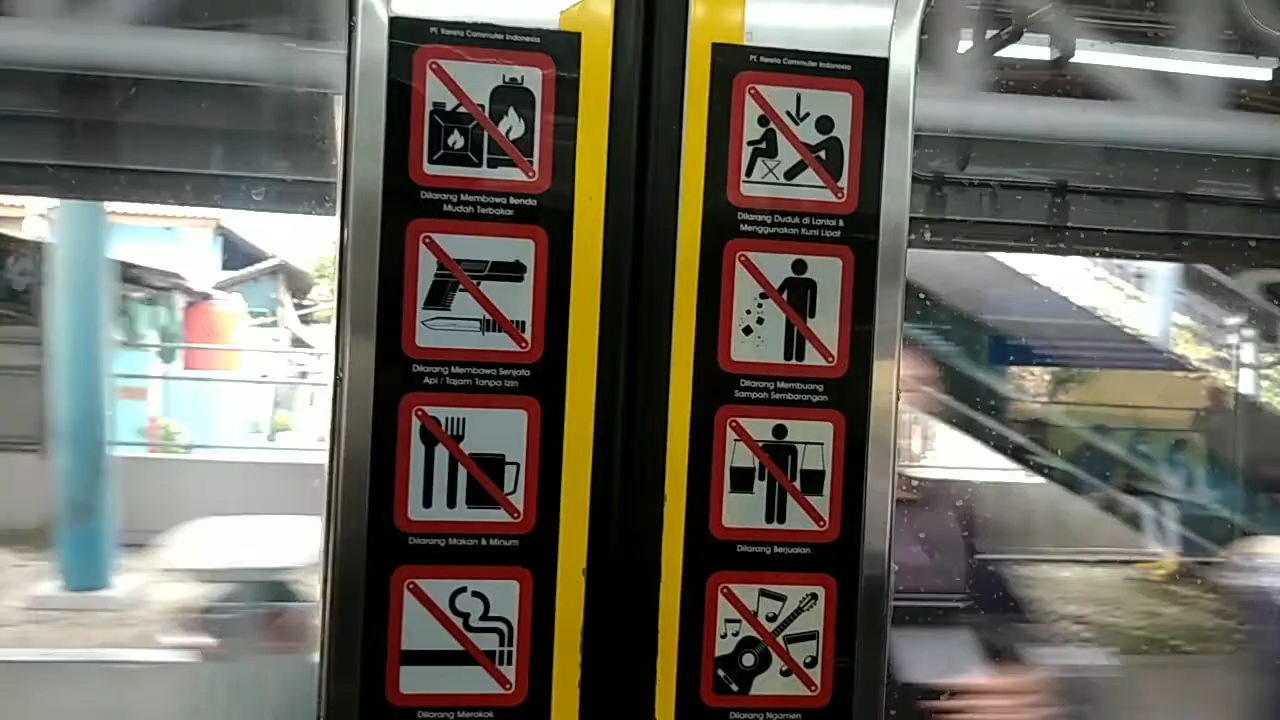 PT. Kereta Commuter Indonesia
Dilarang Membawa Benda
Mudah Terbakar
Dilarang Membawa Senjata
Api / Tajam Tanpa Izin
Dilarang Makan & Minum
Dilarang Merokok
PT. Kereta Commuter Indonesia
Dilarang Duduk di Lantai &
Menggunakan Kursi Lipat
Dilarang Membuang
Sampah Sembarangan
Dilarang Berjualan
Dilarang Ngamen